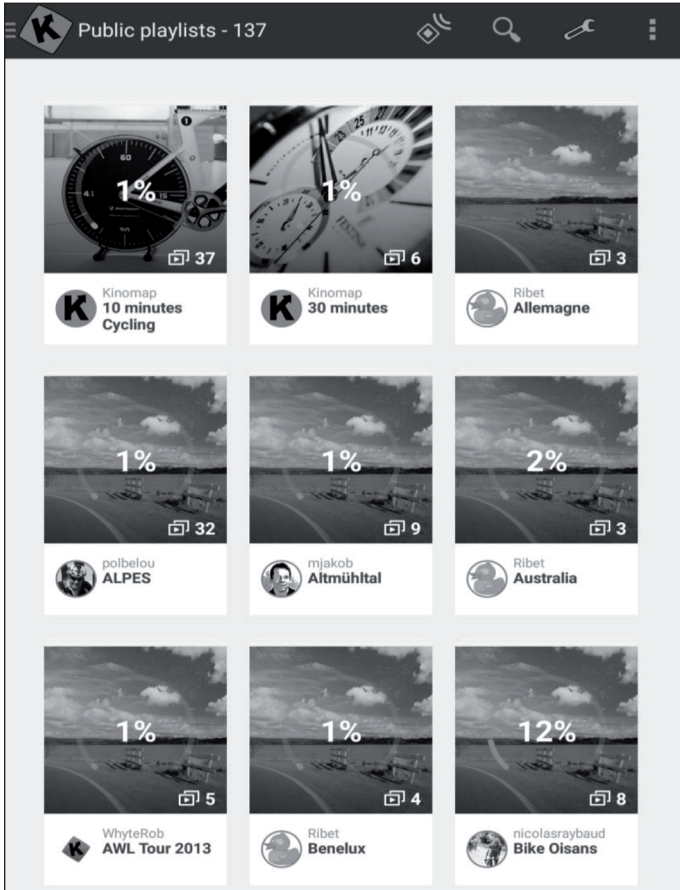 Public playlists - 137
1%
37
Kinomap
10 minutes
Cycling
1%
6
Kinomap
30 minutes
3
Ribet
Allemagne
1%
32
polbelou
ALPES
1%
9
mjakob
Altmühltal
2%
3
Ribet
Australia
1%
5
WhyteRob
AWL Tour 2013
1%
4
Ribet
Benelux
12%
8
nicolasraybaud
Bike Oisans